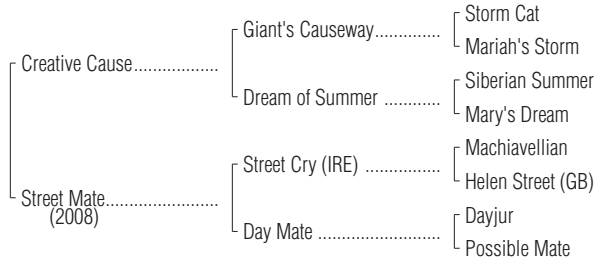 Storm Cat
Giant's Causeway..............
Mariah's Storm
Creative Cause..................
Siberian Summer
Dream of Summer ............
Mary's Dream
Machiavellian
Street Cry (IRE) ................
Helen Street (GB)
Street Mate........................
(2008)
Dayjur
Day Mate ..........................
Possible Mate